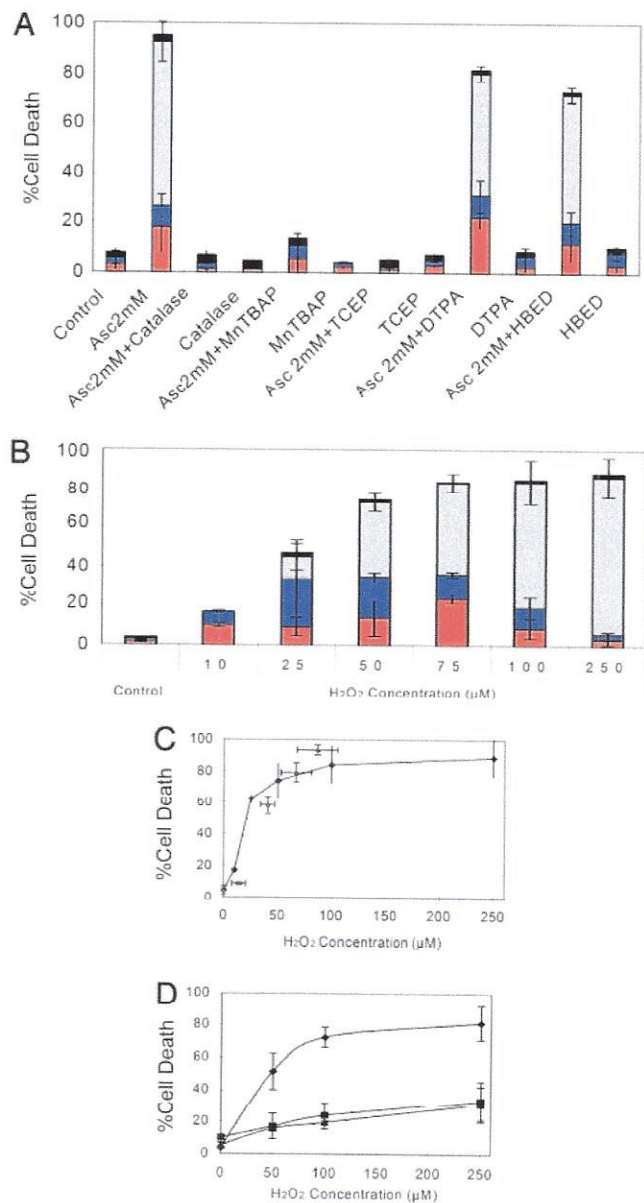 A
100
80
60
40
20
0
%Cell Death
Control
Asc2mM
Asc2mM+Catalase
Catalase
Asc2mM+MnTBAP
MnTBAP
Asc 2mM+TCEP
TCEP
Asc 2mM+DTPA
DTPA
Asc 2mM+HBED
HBED
B
100
80
60
40
20
0
%Cell Death
Control
10
25
50
75
100
250
H₂O₂ Concentration (µM)
C
100
80
60
40
20
0
%Cell Death
0 50 100 150 200 250
H₂O₂ Concentration (µM)
D
100
80
60
40
20
0
%Cell Death
0 50 100 150 200 250
H₂O₂ Concentration (µM)